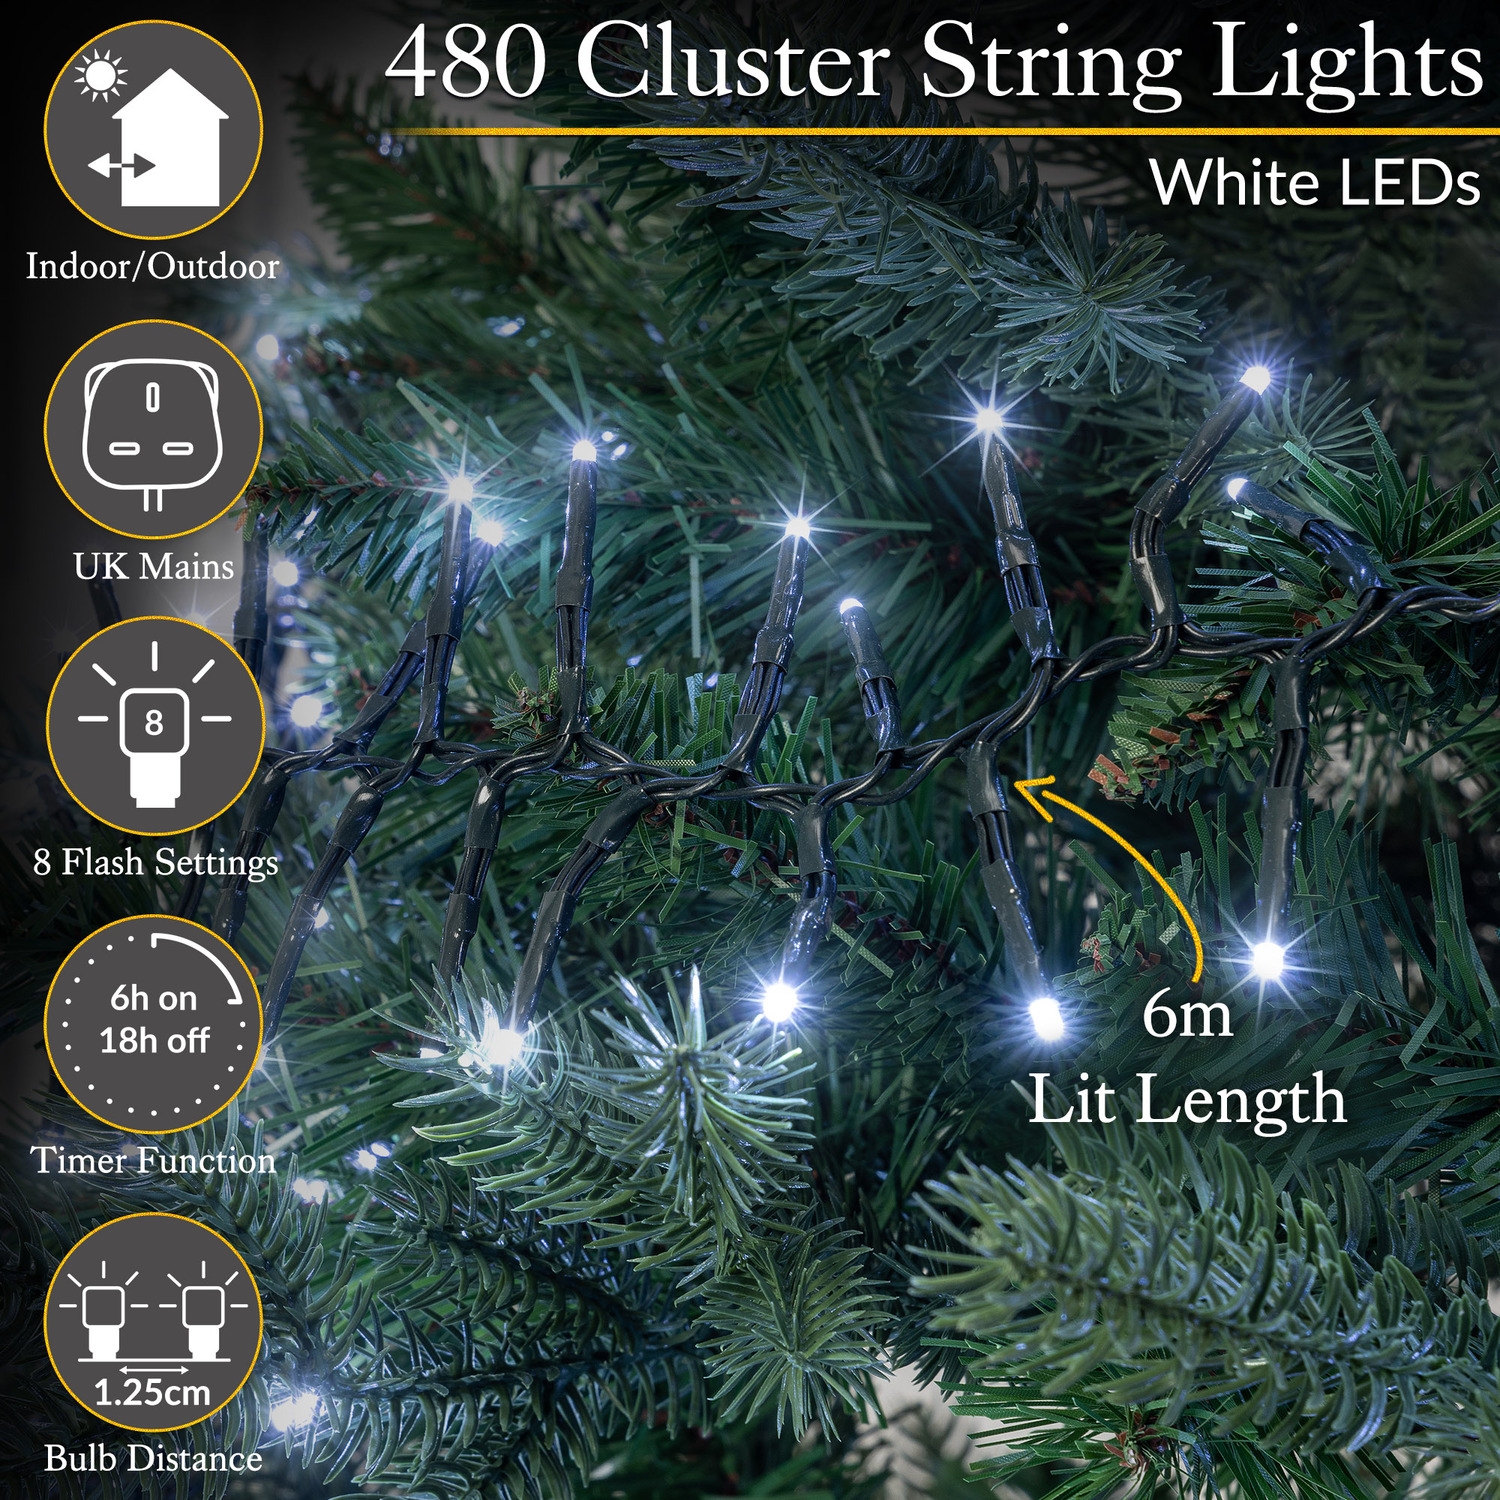 480 Cluster String Lights
White LEDs
Indoor/Outdoor
UK Mains
8
8 Flash Settings
6h on
18h off
Timer Function
1.25cm
Bulb Distance
6m
Lit Length